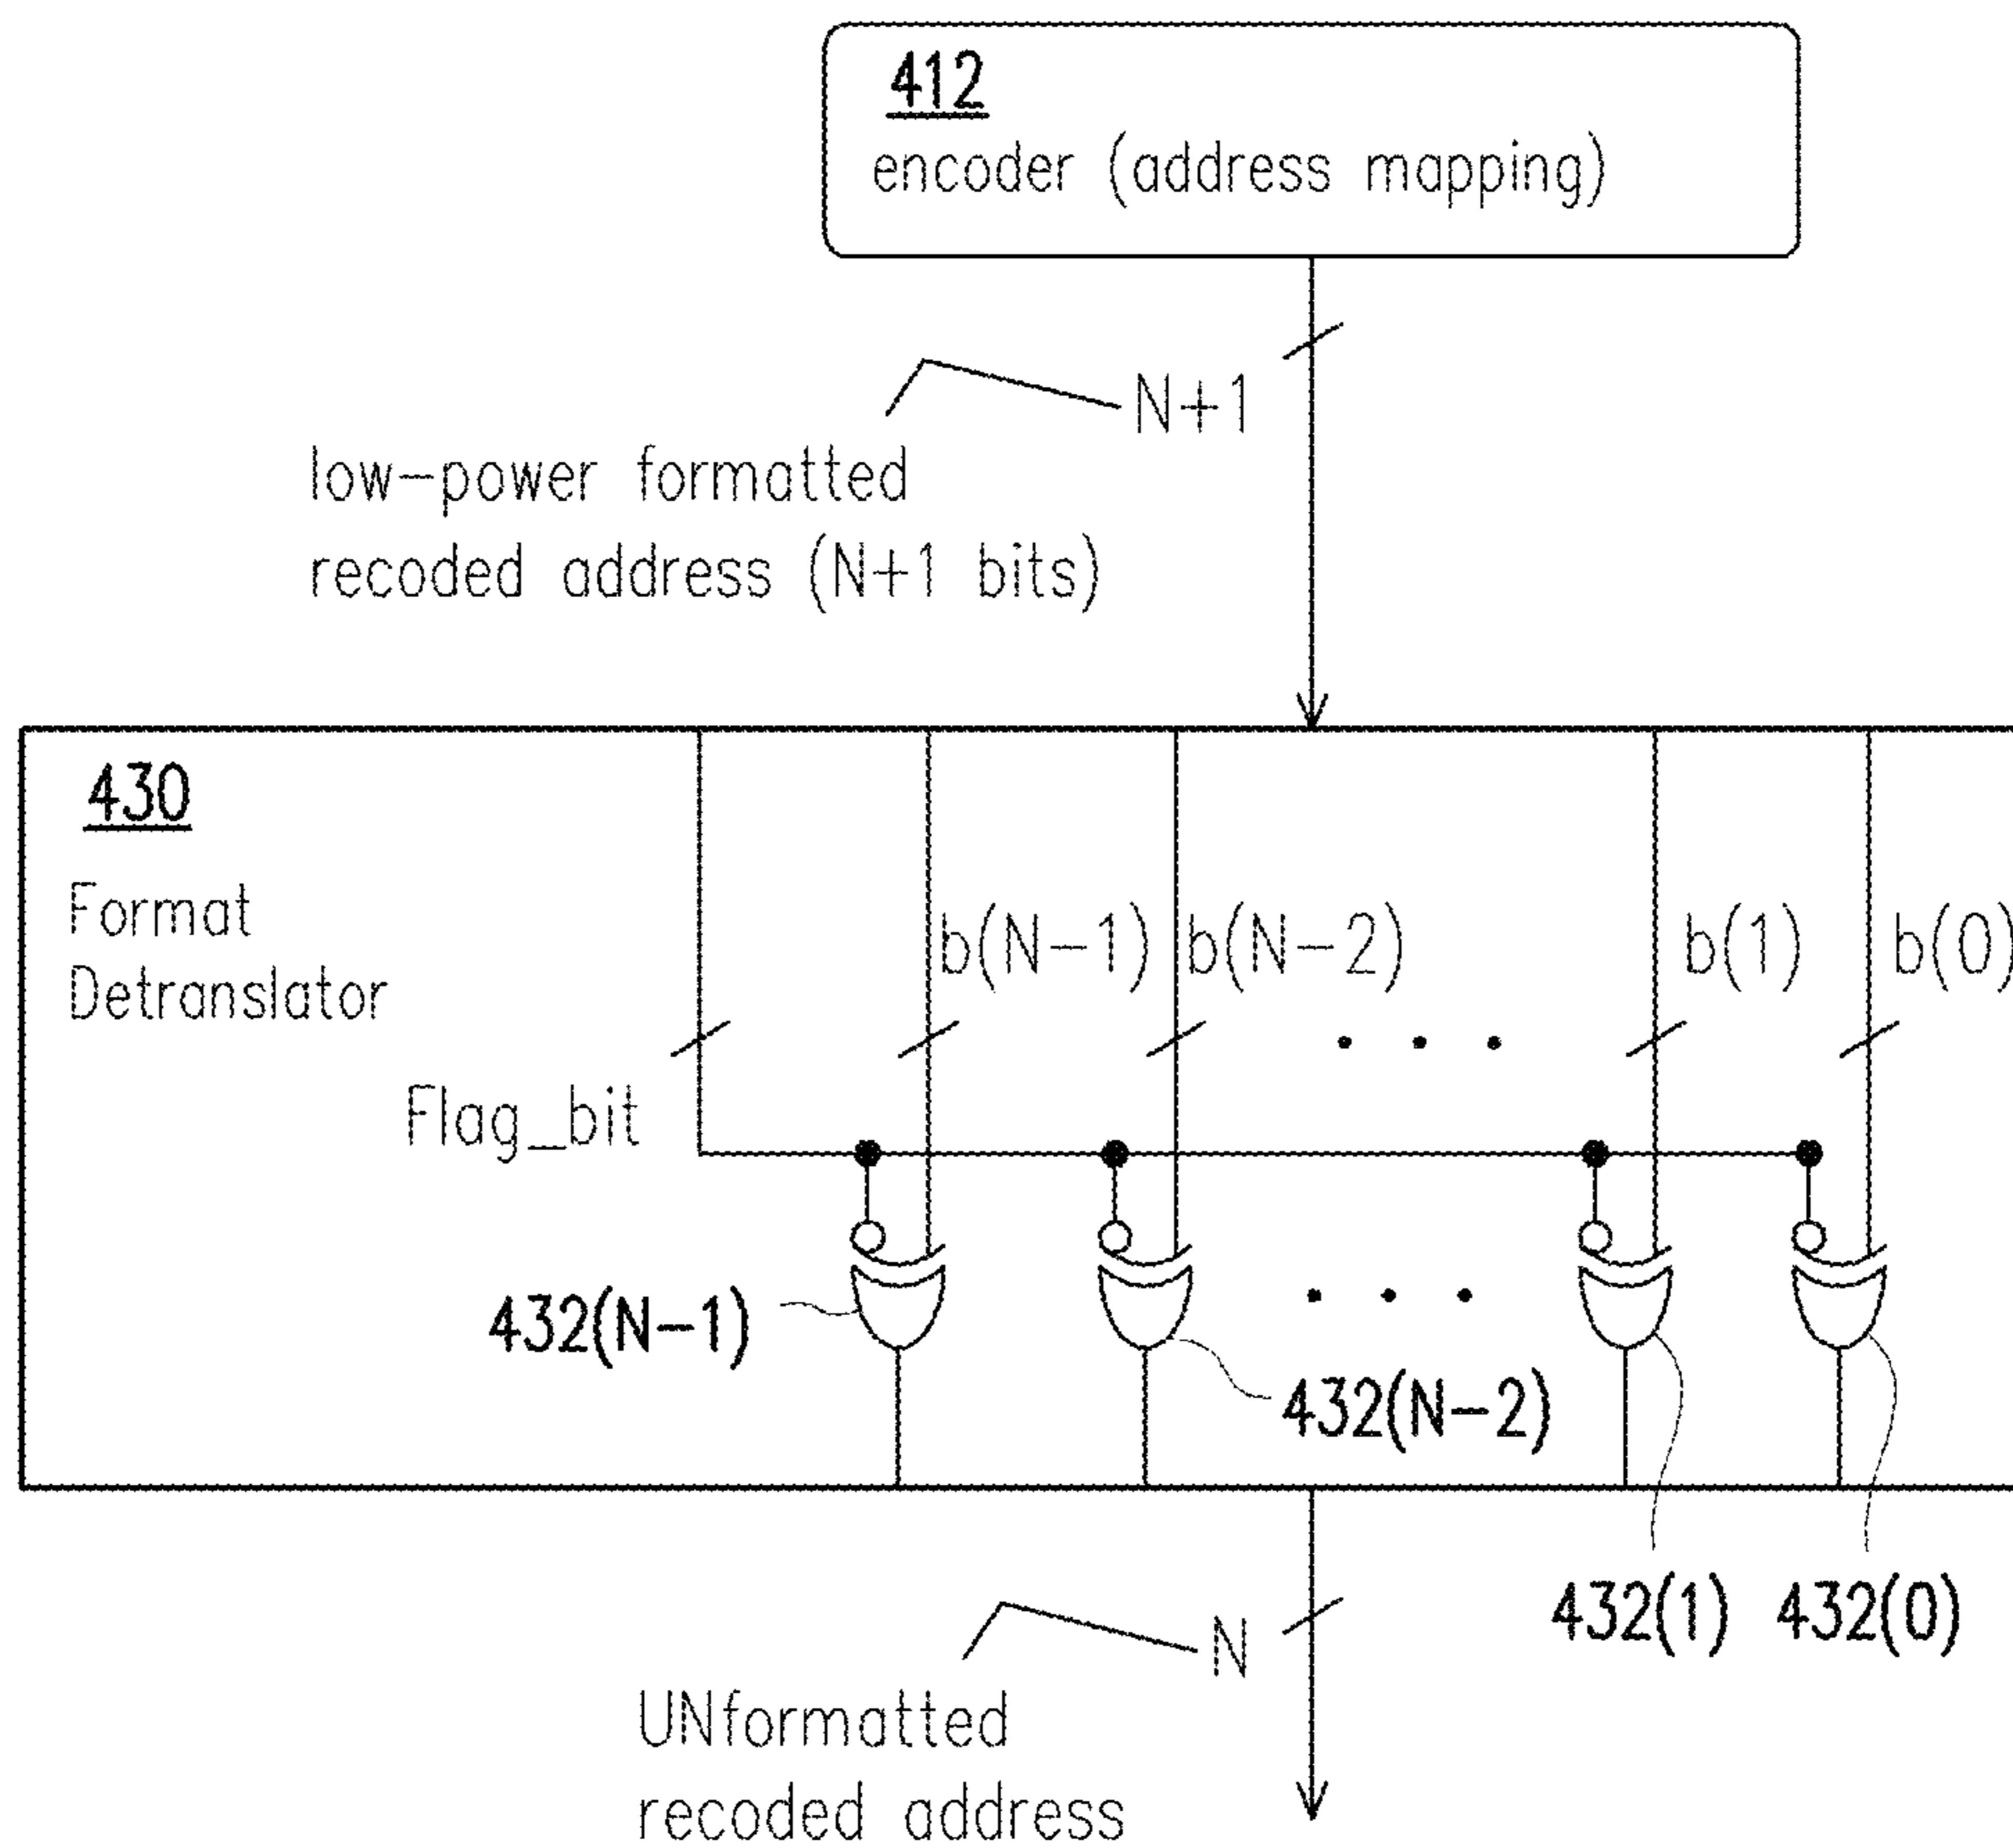 412
encoder (address mapping)
N+1
low-power formatted
recoded address (N+1 bits)
430
Format
Detranslator
b(N-1) b(N-2) b(1) b(0)
. . .
Flag_bit
432(N-1)
. . .
432(N-2)
432(1) 432(0)
N
UNformatted
recoded address